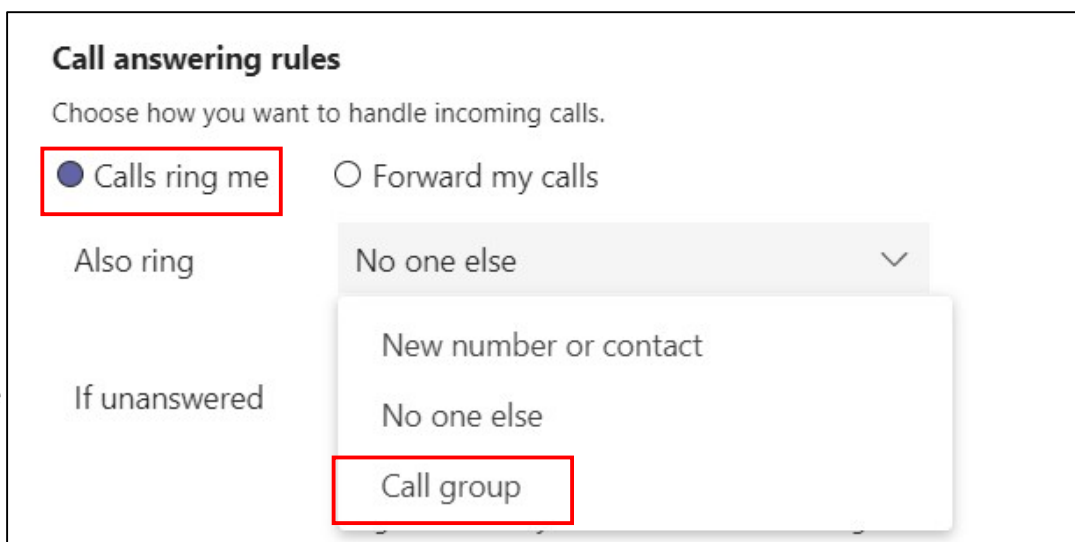 Call answering rules
Choose how you want to handle incoming calls.
Calls ring me Forward my calls
Also ring No one else
New number or contact
If unanswered
No one else
Call group